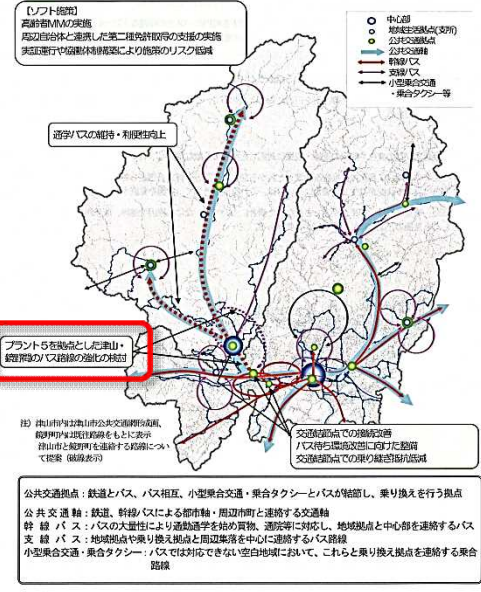 【ソフト施策】
高齢者MMの実施
周辺自治体と連携した第二種免許取得の支援の実施
実証運行や協働体制構築により施策のリスク低減
中心部
地域生活拠点(支所)
公共交通拠点
公共交通軸
幹線バス
支線バス
小型乗合交通
・乗合タクシー等
通学バスの維持・利便性向上
プラント5を拠点とした津山・
鏡野間のバス路線の強化の検討
注)津山市内は津山市公共交通網形成計画、
鏡野町内は既往路線をもとに表示
津山市と鏡野町を連絡する路線につい
て提案(破線表示)
交通結節点での接続改善
バス待ち環境改善に向けた整備
交通結節点での乗り継ぎ抵抗低減
公共交通拠点:鉄道とバス、バス相互、小型乗合交通・乗合タクシーとバスが結節し、乗り換えを行う拠点
公共交通軸:鉄道、幹線バスによる都市軸・周辺市町と連絡する交通軸
幹線バス:バスの大量性により通勤通学を始め買物、通院等に対応し、地域拠点と中心部を連絡するバス
支線バス:地域拠点や乗り換え拠点と周辺集落を中心に連絡するバス路線
小型乗合交通・乗合タクシー:バスでは対応できない空白地域において、これらと乗り換え拠点を連絡する乗合
路線